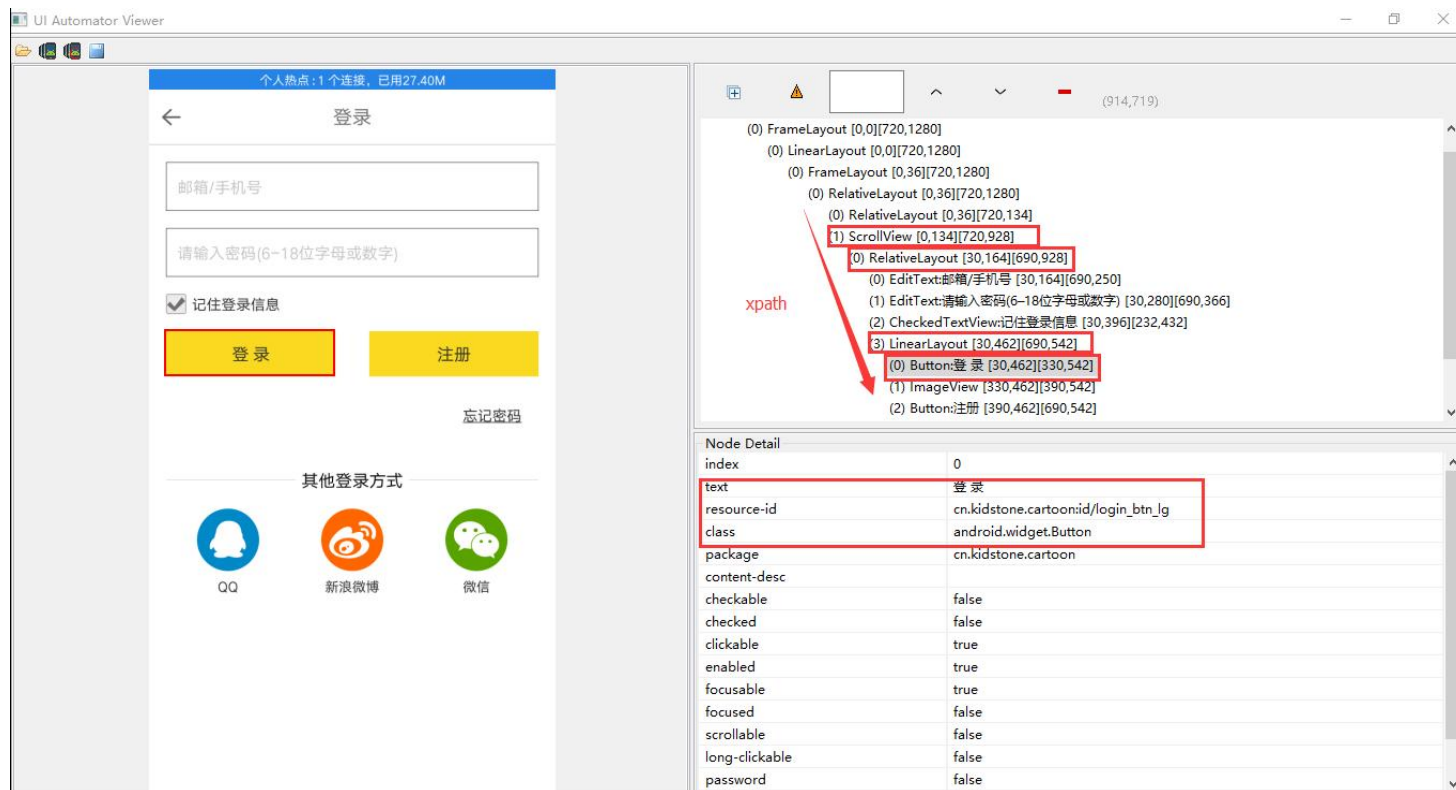 UI Automator Viewer
个人热点:1 个连接，已用27.40M
登录
邮箱/手机号
请输入密码(6-18位字母或数字)
记住登录信息
登 录
注册
忘记密码
其他登录方式
QQ
新浪微博
微信
(914,719)
(0) FrameLayout [0,0][720,1280]
(0) LinearLayout [0,0][720,1280]
(0) FrameLayout [0,36][720,1280]
(0) RelativeLayout [0,36][720,1280]
(0) RelativeLayout [0,36][720,134]
(1) ScrollView [0,134][720,928]
(0) RelativeLayout [30,164][690,928]
(0) EditText:邮箱/手机号 [30,164][690,250]
(1) EditText:请输入密码(6–18位字母或数字) [30,280][690,366]
(2) CheckedTextView:记住登录信息 [30,396][232,432]
(3) LinearLayout [30,462][690,542]
(0) Button:登 录 [30,462][330,542]
(1) ImageView [330,462][390,542]
(2) Button:注册 [390,462][690,542]
xpath
Node Detail
index 0
text 登 录
resource-id cn.kidstone.cartoon:id/login_btn_lg
class android.widget.Button
package cn.kidstone.cartoon
content-desc
checkable false
checked false
clickable true
enabled true
focusable true
focused false
scrollable false
long-clickable false
password false